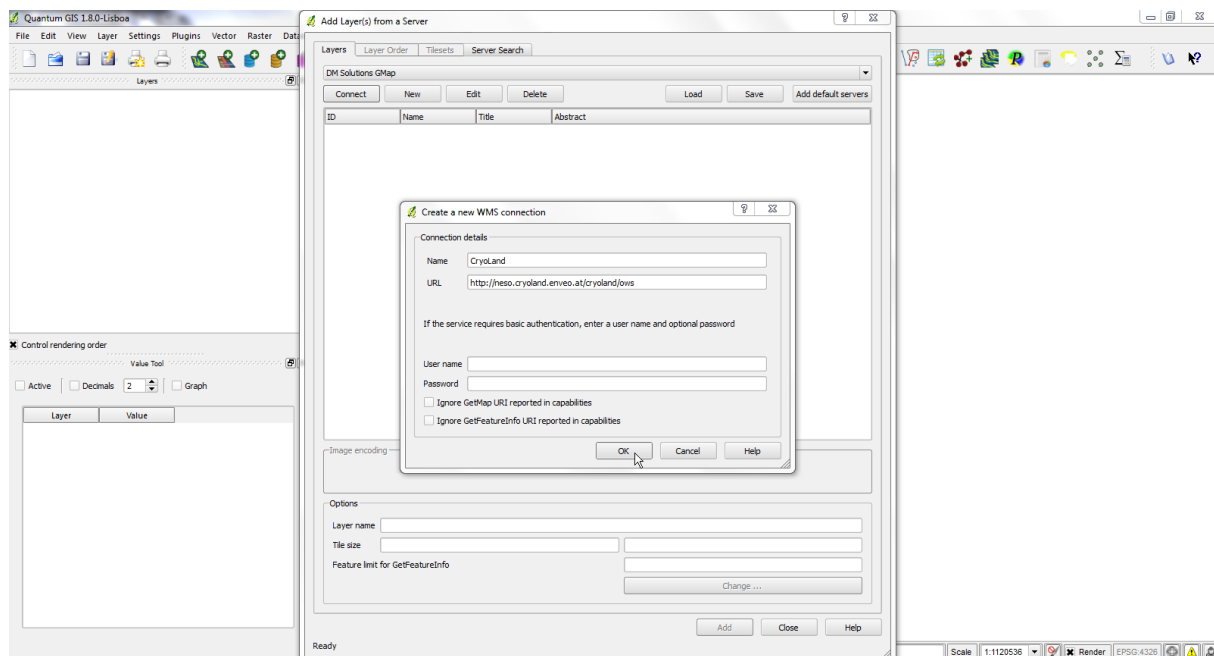 Quantum GIS 1.8.0-Lisboa
File Edit View Layer Settings Plugins Vector Raster Data
Layers
Control rendering order
Value Tool
Active Decimals 2 Graph
Layer Value
Add Layer(s) from a Server
Layers Layer Order Tilesets Server Search
DM Solutions GMap
Connect New Edit Delete Load Save Add default servers
ID Name Title Abstract
Create a new WMS connection
Connection details
Name CryoLand
URL http://neso.cryoland.enveo.at/cryoland/ows
If the service requires basic authentication, enter a user name and optional password
User name
Password
Ignore GetMap URI reported in capabilities
Ignore GetFeatureInfo URI reported in capabilities
OK Cancel Help
Image encoding
Options
Layer name
Tile size
Feature limit for GetFeatureInfo
Change ...
Add Close Help
Ready
Scale 1:1120536 Render EPSG:4326